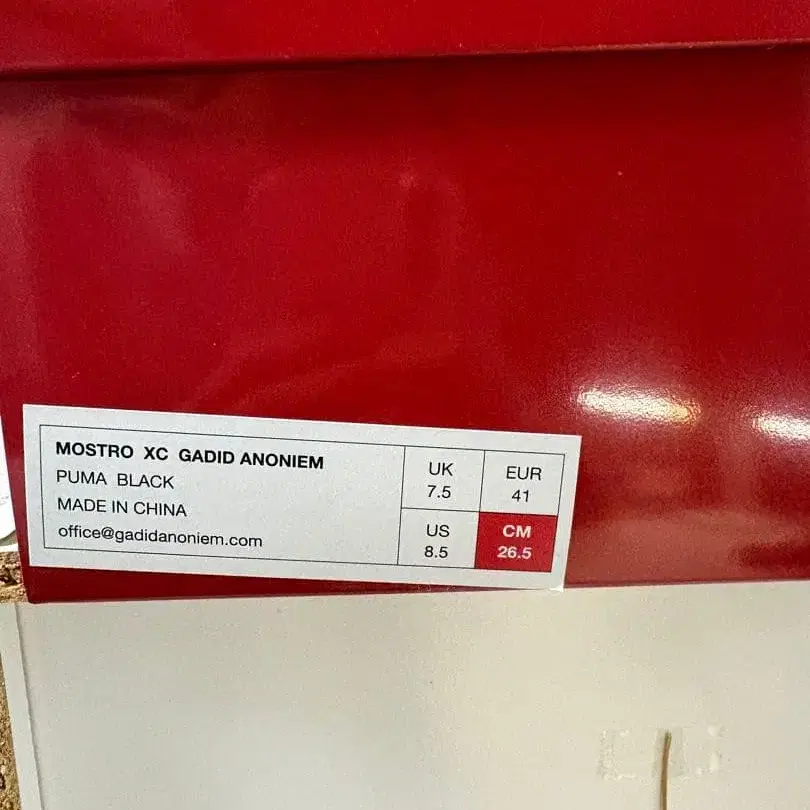 MOSTRO XC GADID ANONIEM
PUMA BLACK
MADE IN CHINA
office@gadidanoniem.com
UK
7.5
EUR
41
US
8.5
CM
26.5